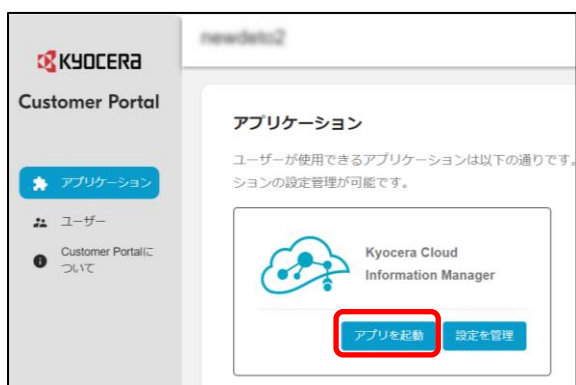 KYOCERA
Customer Portal
アプリケーション
ユーザー
Customer Portalに
ついて
newdeto2
アプリケーション
ユーザーが使用できるアプリケーションは以下の通りです。
ションの設定管理が可能です。
Kyocera Cloud
Information Manager
アプリを起動
設定を管理